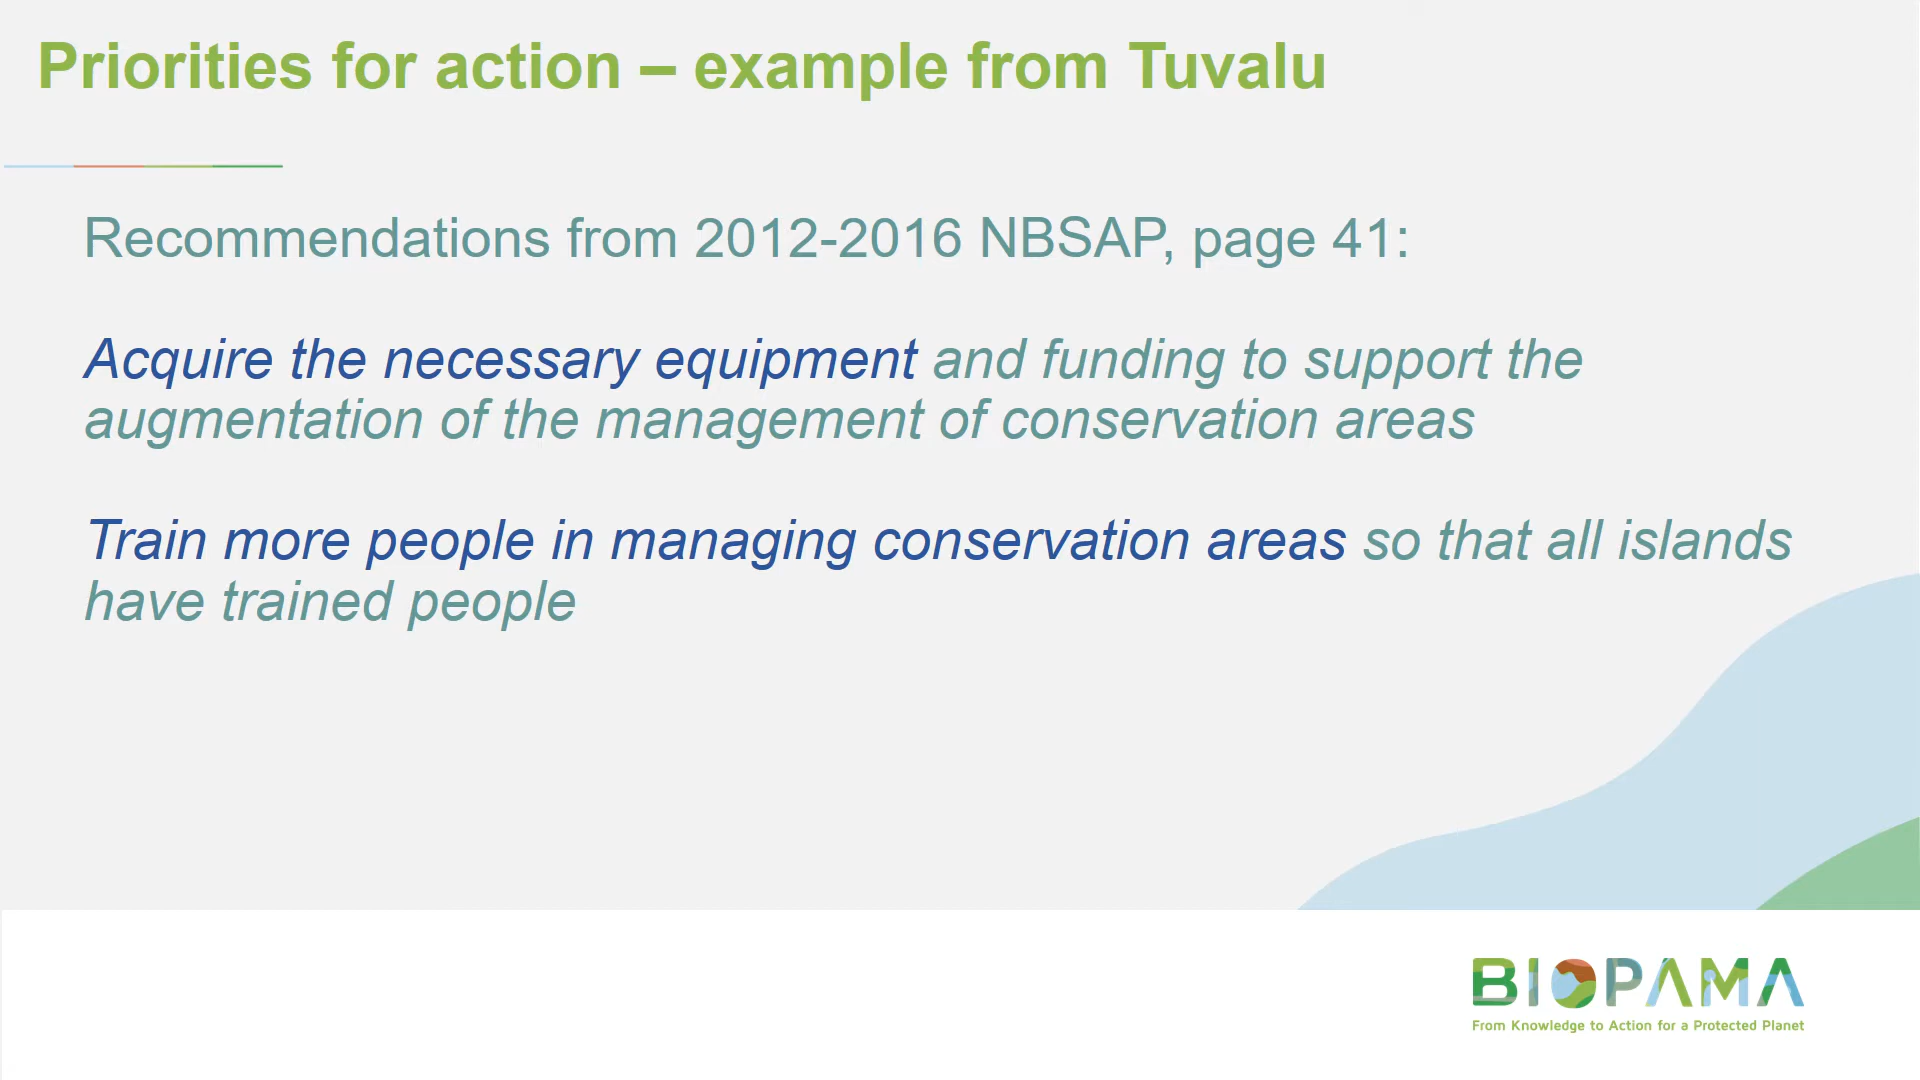 Priorities for action – example from Tuvalu
Recommendations from 2012-2016 NBSAP, page 41:
Acquire the necessary equipment and funding to support the
augmentation of the management of conservation areas
Train more people in managing conservation areas so that all islands
have trained people
BIOPAMA
From Knowledge to Action for a Protected Planet